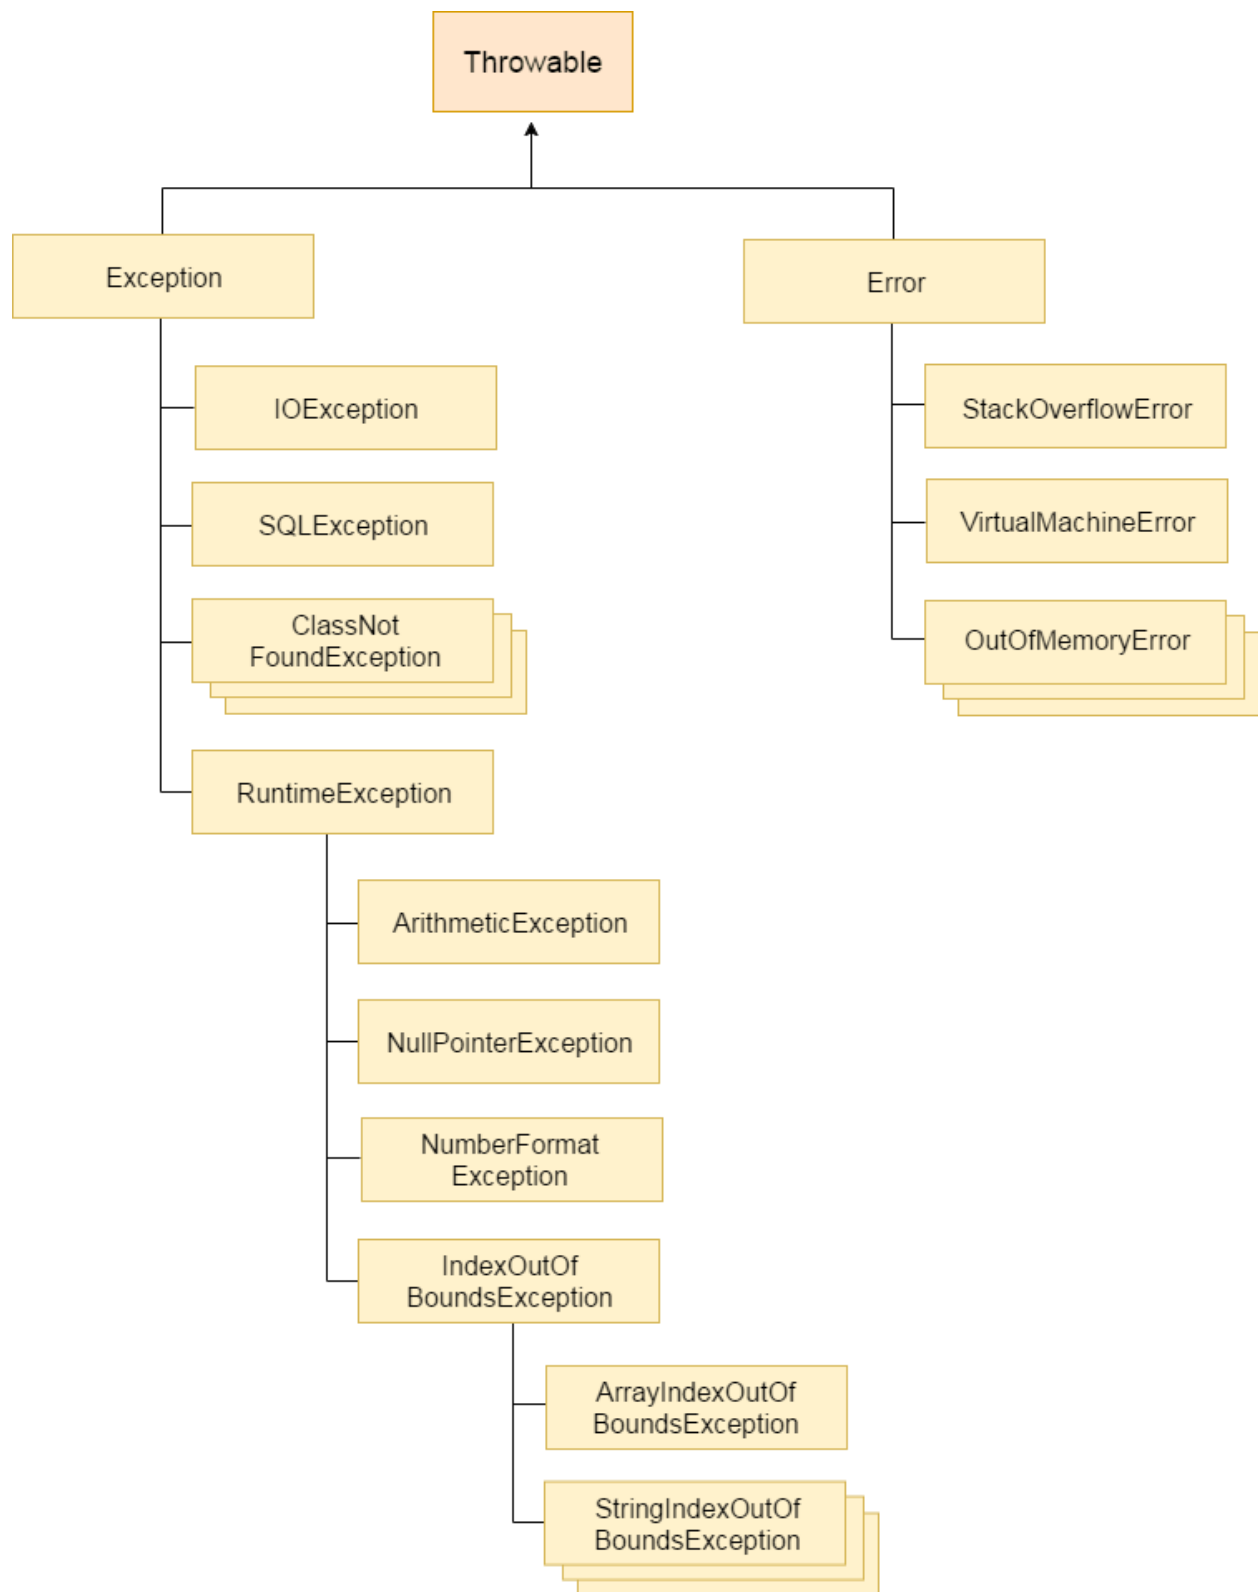 Throwable
Exception
Error
IOException
StackOverflowError
SQLException
VirtualMachineError
ClassNot
FoundException
OutOfMemoryError
RuntimeException
ArithmeticException
NullPointerException
NumberFormat
Exception
IndexOutOf
BoundsException
ArrayIndexOutOf
BoundsException
StringIndexOutOf
BoundsException